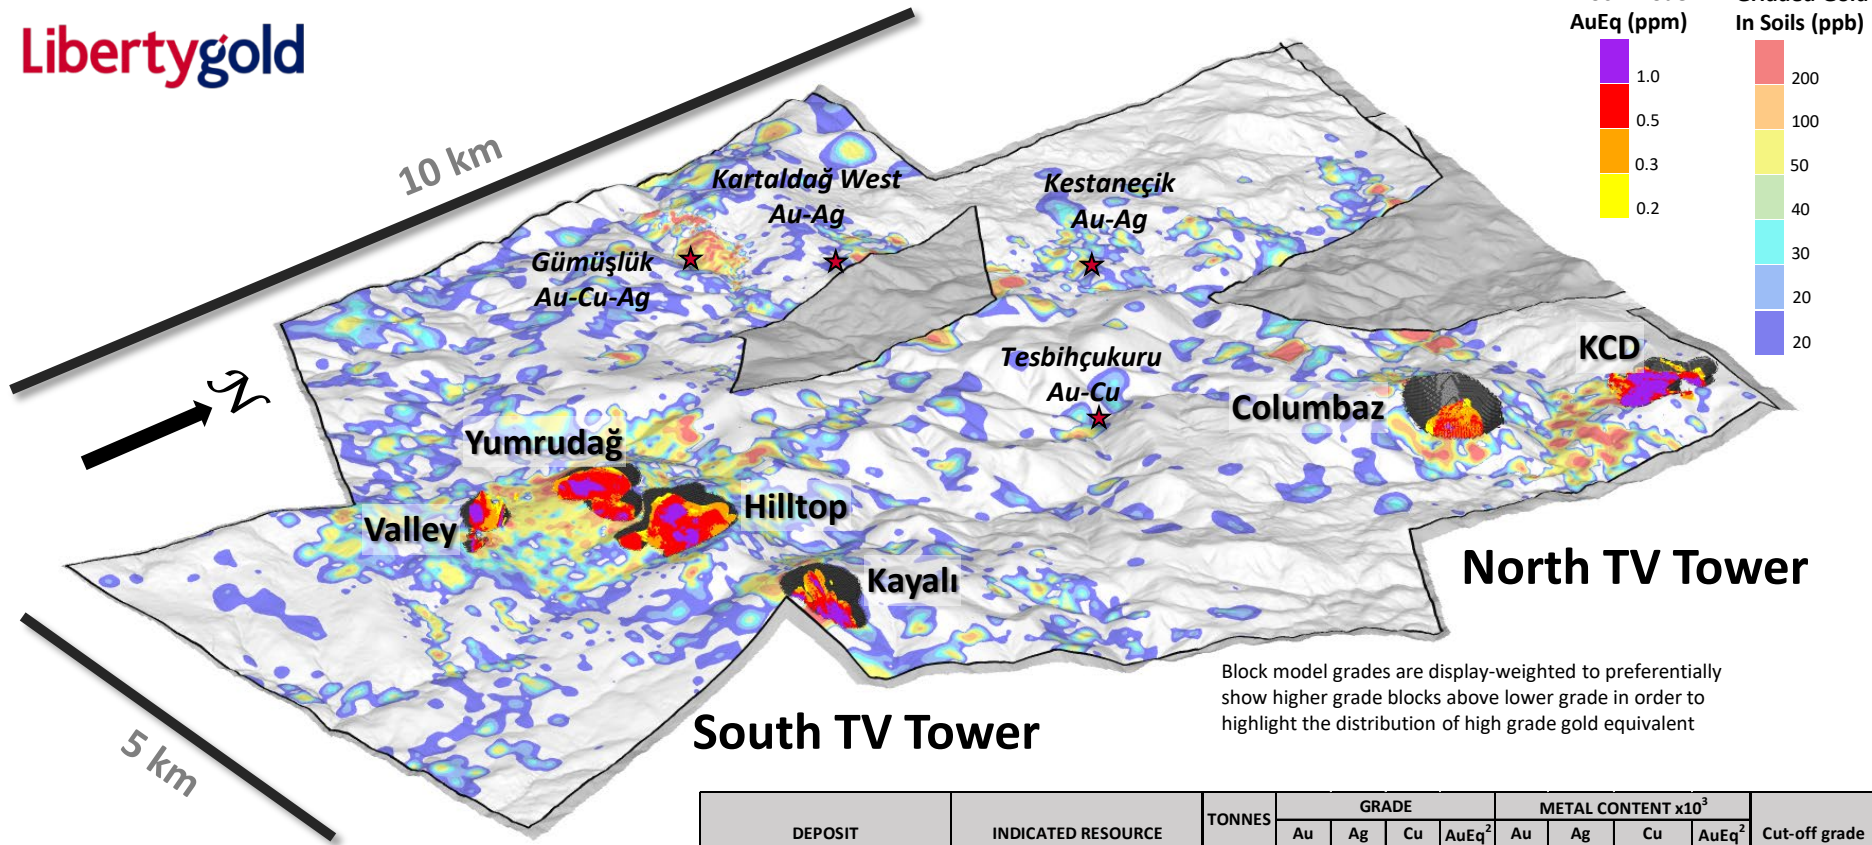 Libertygold
AuEq (ppm)
In Soils (ppb)
1.0
0.5
0.3
0.2
200
100
50
40
30
20
20
10 km
N
Kartaldağ West
Au-Ag
Kestaneçik
Au-Ag
Gümüşlük
Au-Cu-Ag
Tesbihçukuru
Au-Cu
KCD
Columbaz
Yumrudağ
Valley
Hilltop
Kayalı
North TV Tower
South TV Tower
5 km
Block model grades are display-weighted to preferentially
show higher grade blocks above lower grade in order to
highlight the distribution of high grade gold equivalent
DEPOSIT INDICATED RESOURCE TONNES GRADE METAL CONTENT x10³ Cut-off grade
Au Ag Cu AuEq² Au Ag Cu AuEq²